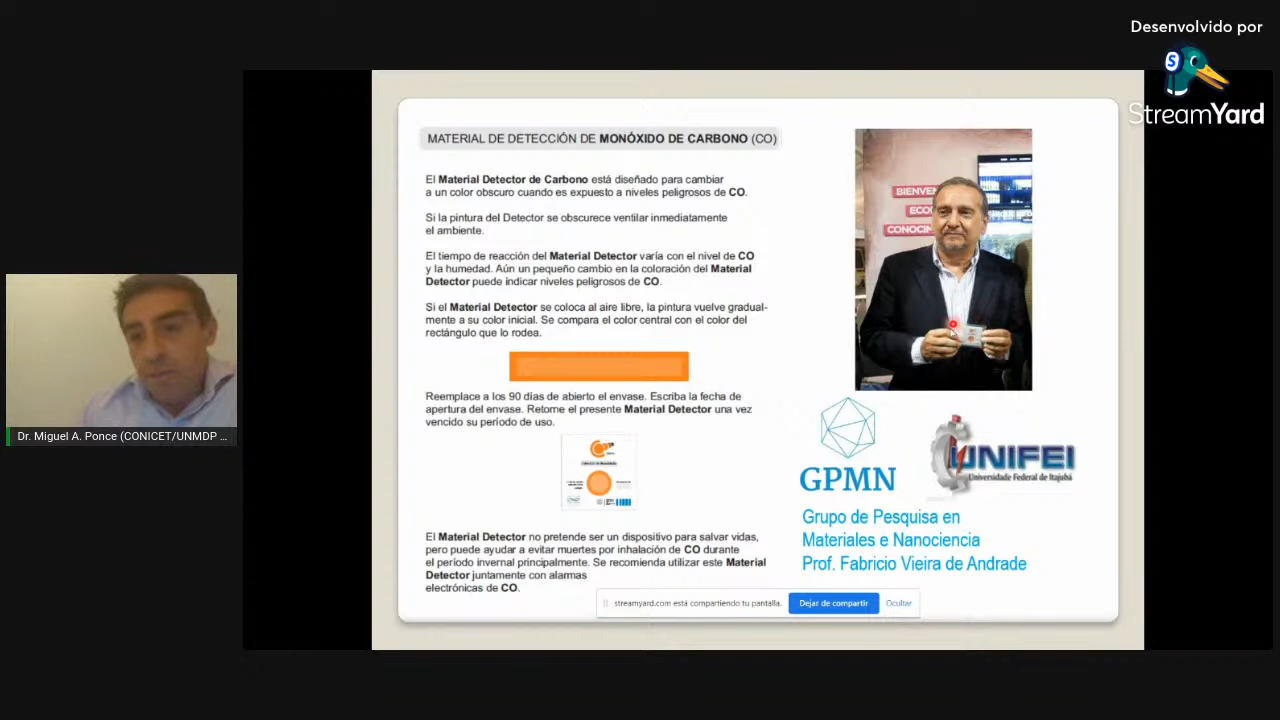 Desenvolvido por
StreamYard
MATERIAL DE DETECCIÓN DE MONÓXIDO DE CARBONO (CO)
El Material Detector de Carbono está diseñado para cambiar
a un color obscuro cuando es expuesto a niveles peligrosos de CO.
Si la pintura del Detector se obscurece ventilar inmediatamente
el ambiente.
El tiempo de reacción del Material Detector varía con el nivel de CO
y la humedad. Aún un pequeño cambio en la coloración del Material
Detector puede indicar niveles peligrosos de CO.
Si el Material Detector se coloca al aire libre, la pintura vuelve gradual-
mente a su color inicial. Se compara el color central con el color del
rectángulo que lo rodea.
Reemplace a los 90 días de abierto el envase. Escriba la fecha de
apertura del envase. Retorne el presente Material Detector una vez
vencido su período de uso.
El Material Detector no pretende ser un dispositivo para salvar vidas,
pero puede ayudar a evitar muertes por inhalación de CO durante
el período invernal principalmente. Se recomienda utilizar este Material
Detector juntamente con alarmas
electrónicas de CO.
BIENVEN
ECO
CONOCIM
GPMN
UNIFEI
Universidade Federal de Itajubá
Grupo de Pesquisa en
Materiales e Nanociencia
Prof. Fabricio Vieira de Andrade
streamyard.com está compartiendo tu pantalla.
Dejar de compartir
Ocultar
Dr. Miguel A. Ponce (CONICET/UNMDP ...